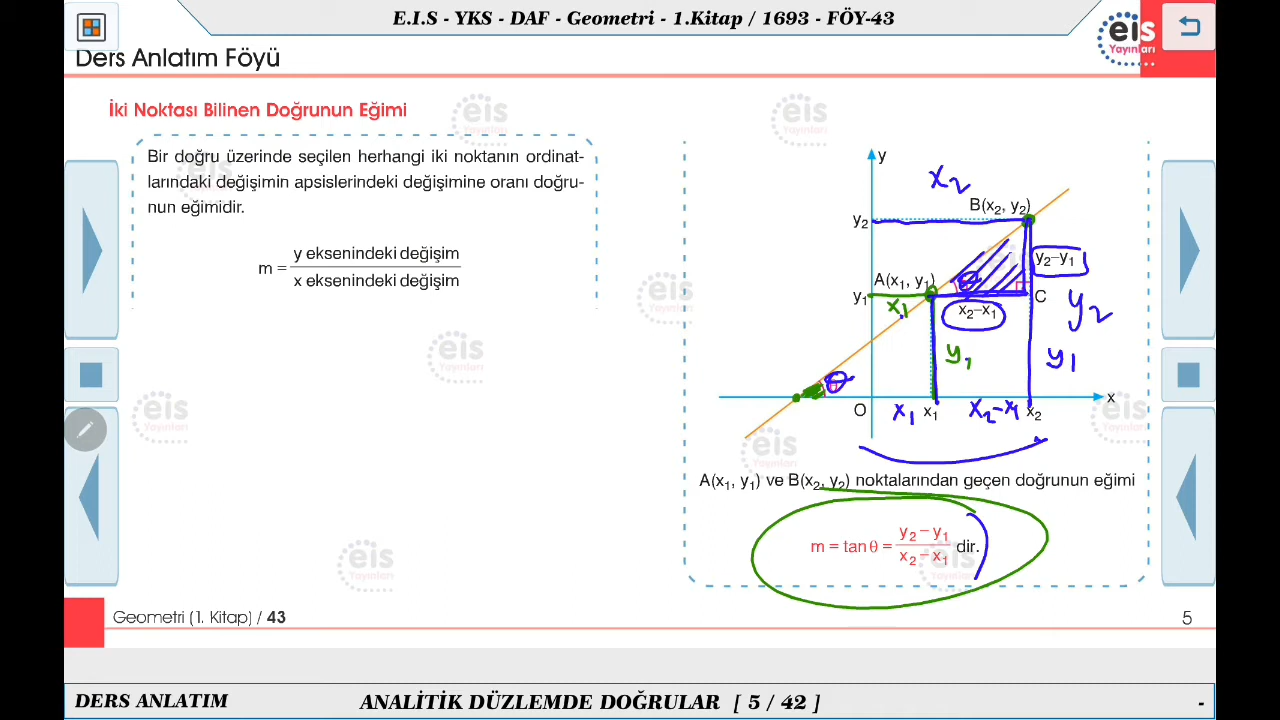 E.I.S - YKS - DAF - Geometri - 1.Kitap / 1693 - FÖY-43
eis
Yayınları
Ders Anlatım Föyü
İki Noktası Bilinen Doğrunun Eğimi
Bir doğru üzerinde seçilen herhangi iki noktanın ordinat-
larındaki değişimin apsislerindeki değişimine oranı doğru-
nun eğimidir.
m = y eksenindeki değişim
x eksenindeki değişim
y
x₂
B(x₂, y₂)
y₂
y₂–y₁
A(x₁, y₁)
θ
y₁
C
x₁
x₂–x₁
y₂
y₁
y₁
θ
O
x₁
x₁
x₂-x₁
x₂
x
A(x₁, y₁) ve B(x₂, y₂) noktalarından geçen doğrunun eğimi
m = tan θ = y₂ – y₁
x₂ – x₁
dir.
Geometri (1. Kitap) / 43
5
DERS ANLATIM
ANALİTİK DÜZLEMDE DOĞRULAR [ 5 / 42 ]
-